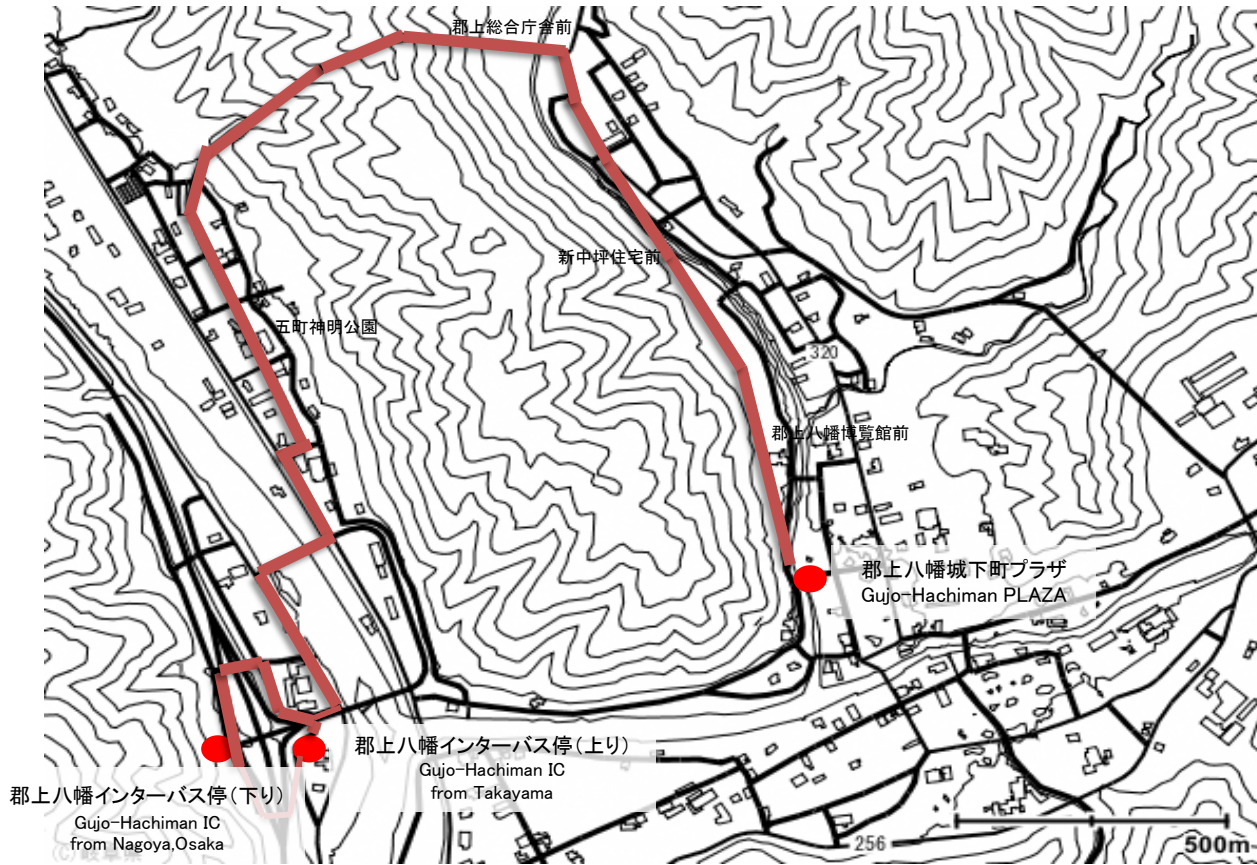 郡上総合庁舎前
新中坪住宅前
五町神明公園
320
郡上八幡博覧館前
郡上八幡城下町プラザ
Gujo-Hachiman PLAZA
郡上八幡インターバス停(上り)
Gujo-Hachiman IC
from Takayama
郡上八幡インターバス停(下り)
Gujo-Hachiman IC
from Nagoya,Osaka
(C) 岐阜県
256
500m